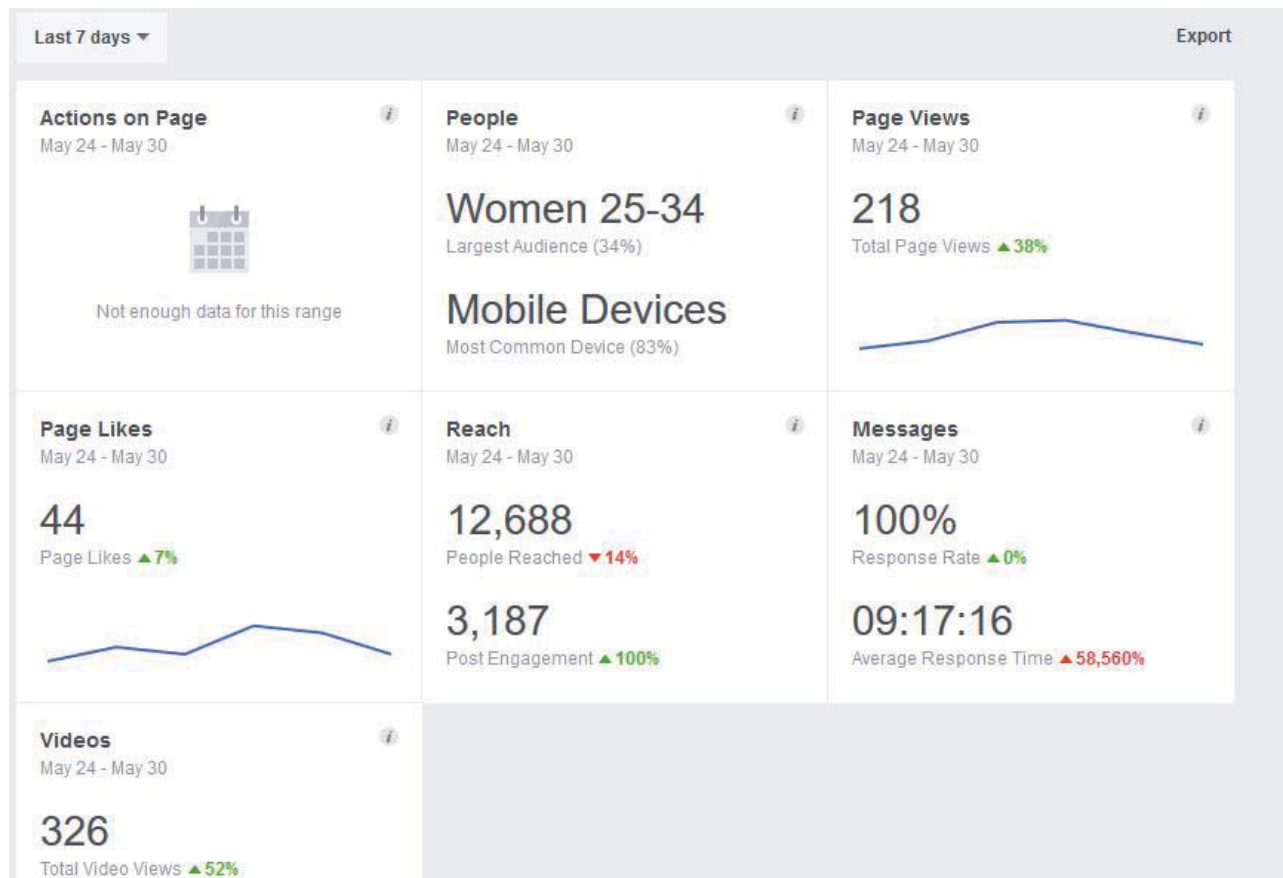 Last 7 days
Export
Actions on Page
May 24 - May 30
Not enough data for this range
People
May 24 - May 30
Women 25-34
Largest Audience (34%)
Mobile Devices
Most Common Device (83%)
Page Views
May 24 - May 30
218
Total Page Views ▲ 38%
Page Likes
May 24 - May 30
44
Page Likes ▲ 7%
Reach
May 24 - May 30
12,688
People Reached ▼ 14%
3,187
Post Engagement ▲ 100%
Messages
May 24 - May 30
100%
Response Rate ▲ 0%
09:17:16
Average Response Time ▲ 58,560%
Videos
May 24 - May 30
326
Total Video Views ▲ 52%